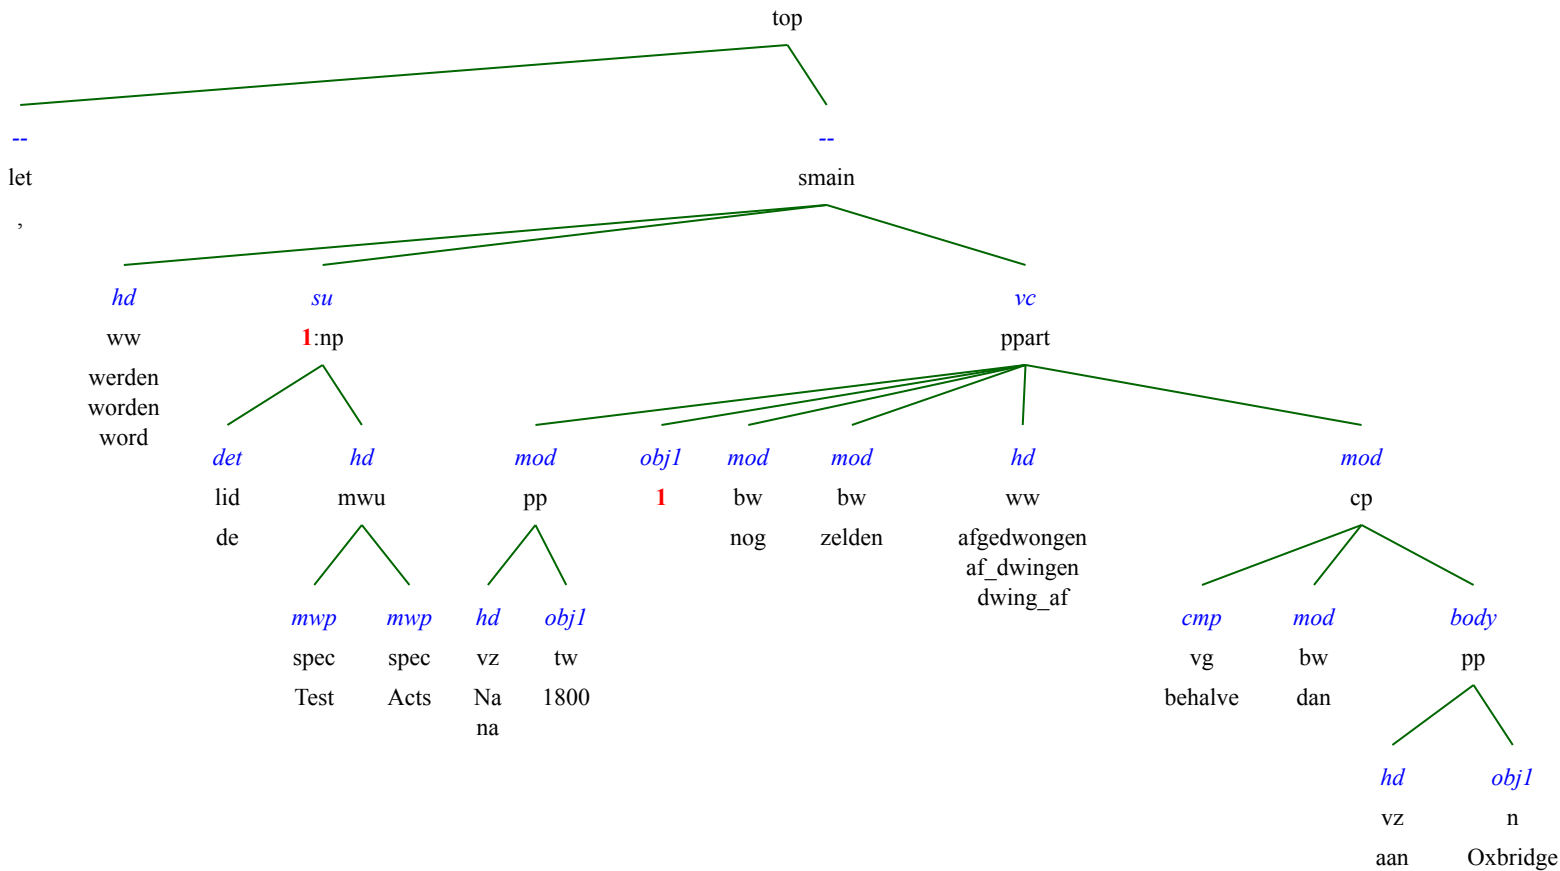 top
-- --
let smain
,
hd su vc
ww 1:np ppart
werden
worden
word
det hd mod obj1 mod mod hd mod
lid mwu pp 1 bw bw ww cp
de nog zelden afgedwongen
af_dwingen
dwing_af
mwp mwp hd obj1 cmp mod body
spec spec vz tw vg bw pp
Test Acts Na 1800 behalve dan
na
hd obj1
vz n
aan Oxbridge